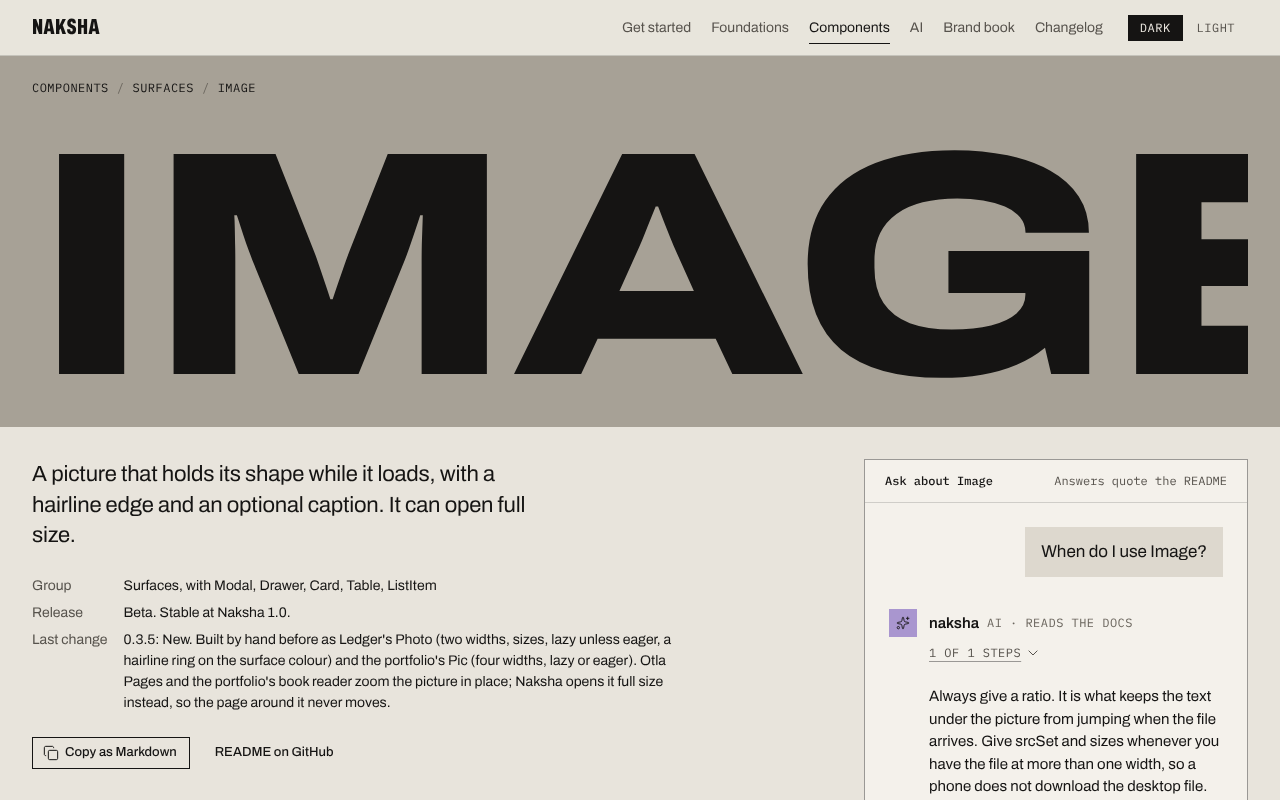 NAKSHA
Get started Foundations Components AI Brand book Changelog DARK LIGHT
COMPONENTS / SURFACES / IMAGE
IMAGE
A picture that holds its shape while it loads, with a
hairline edge and an optional caption. It can open full
size.
Group Surfaces, with Modal, Drawer, Card, Table, ListItem
Release Beta. Stable at Naksha 1.0.
Last change 0.3.5: New. Built by hand before as Ledger's Photo (two widths, sizes, lazy unless eager, a
hairline ring on the surface colour) and the portfolio's Pic (four widths, lazy or eager). Otla
Pages and the portfolio's book reader zoom the picture in place; Naksha opens it full size
instead, so the page around it never moves.
Copy as Markdown README on GitHub
Ask about Image Answers quote the README
When do I use Image?
naksha AI · READS THE DOCS
1 OF 1 STEPS
Always give a ratio. It is what keeps the text
under the picture from jumping when the file
arrives. Give srcSet and sizes whenever you
have the file at more than one width, so a
phone does not download the desktop file.